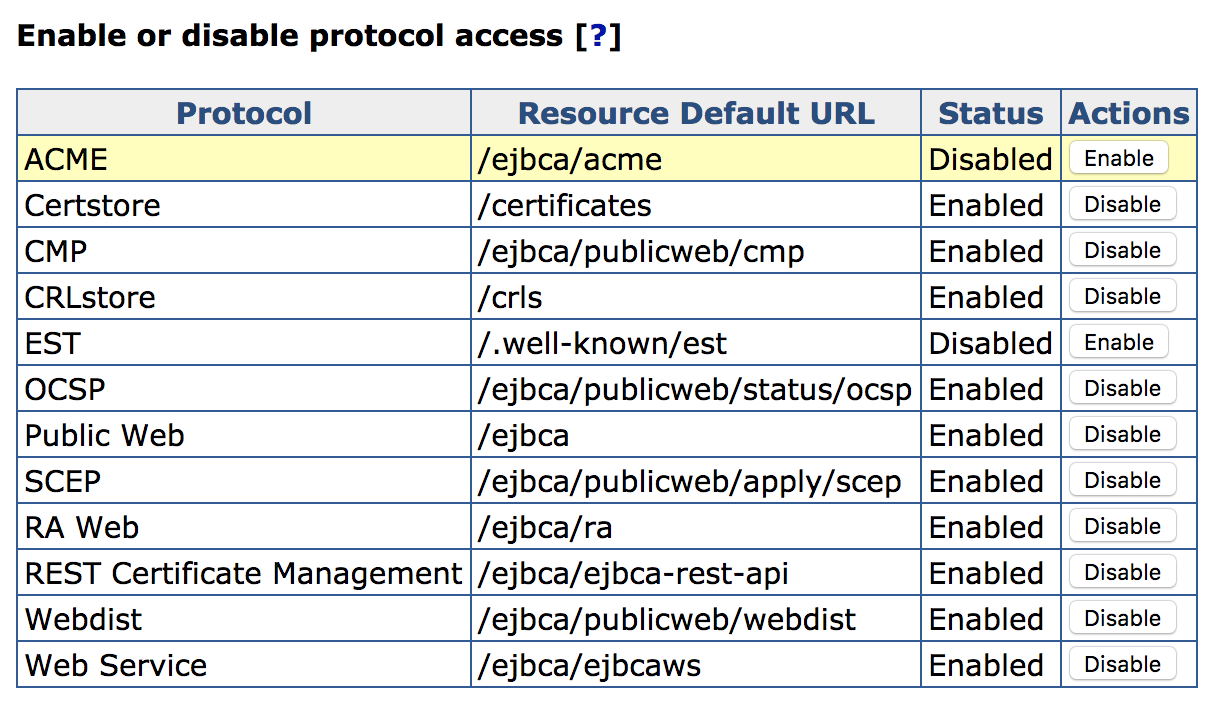 Enable or disable protocol access [?]
Protocol Resource Default URL Status Actions
ACME /ejbca/acme Disabled Enable
Certstore /certificates Enabled Disable
CMP /ejbca/publicweb/cmp Enabled Disable
CRLstore /crls Enabled Disable
EST /.well-known/est Disabled Enable
OCSP /ejbca/publicweb/status/ocsp Enabled Disable
Public Web /ejbca Enabled Disable
SCEP /ejbca/publicweb/apply/scep Enabled Disable
RA Web /ejbca/ra Enabled Disable
REST Certificate Management /ejbca/ejbca-rest-api Enabled Disable
Webdist /ejbca/publicweb/webdist Enabled Disable
Web Service /ejbca/ejbcaws Enabled Disable